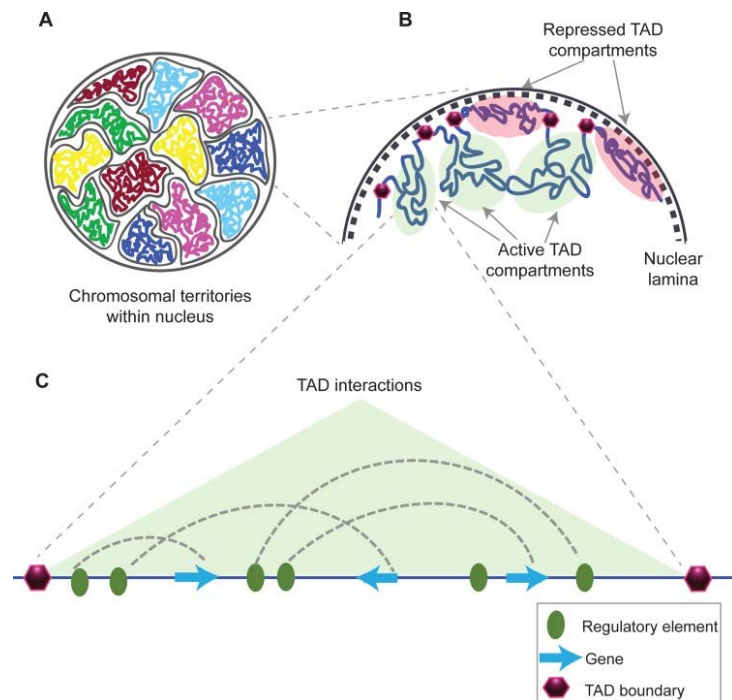 A
B
Repressed TAD
compartments
Active TAD
compartments
Nuclear
lamina
Chromosomal territories
within nucleus
C
TAD interactions
Regulatory element
Gene
TAD boundary